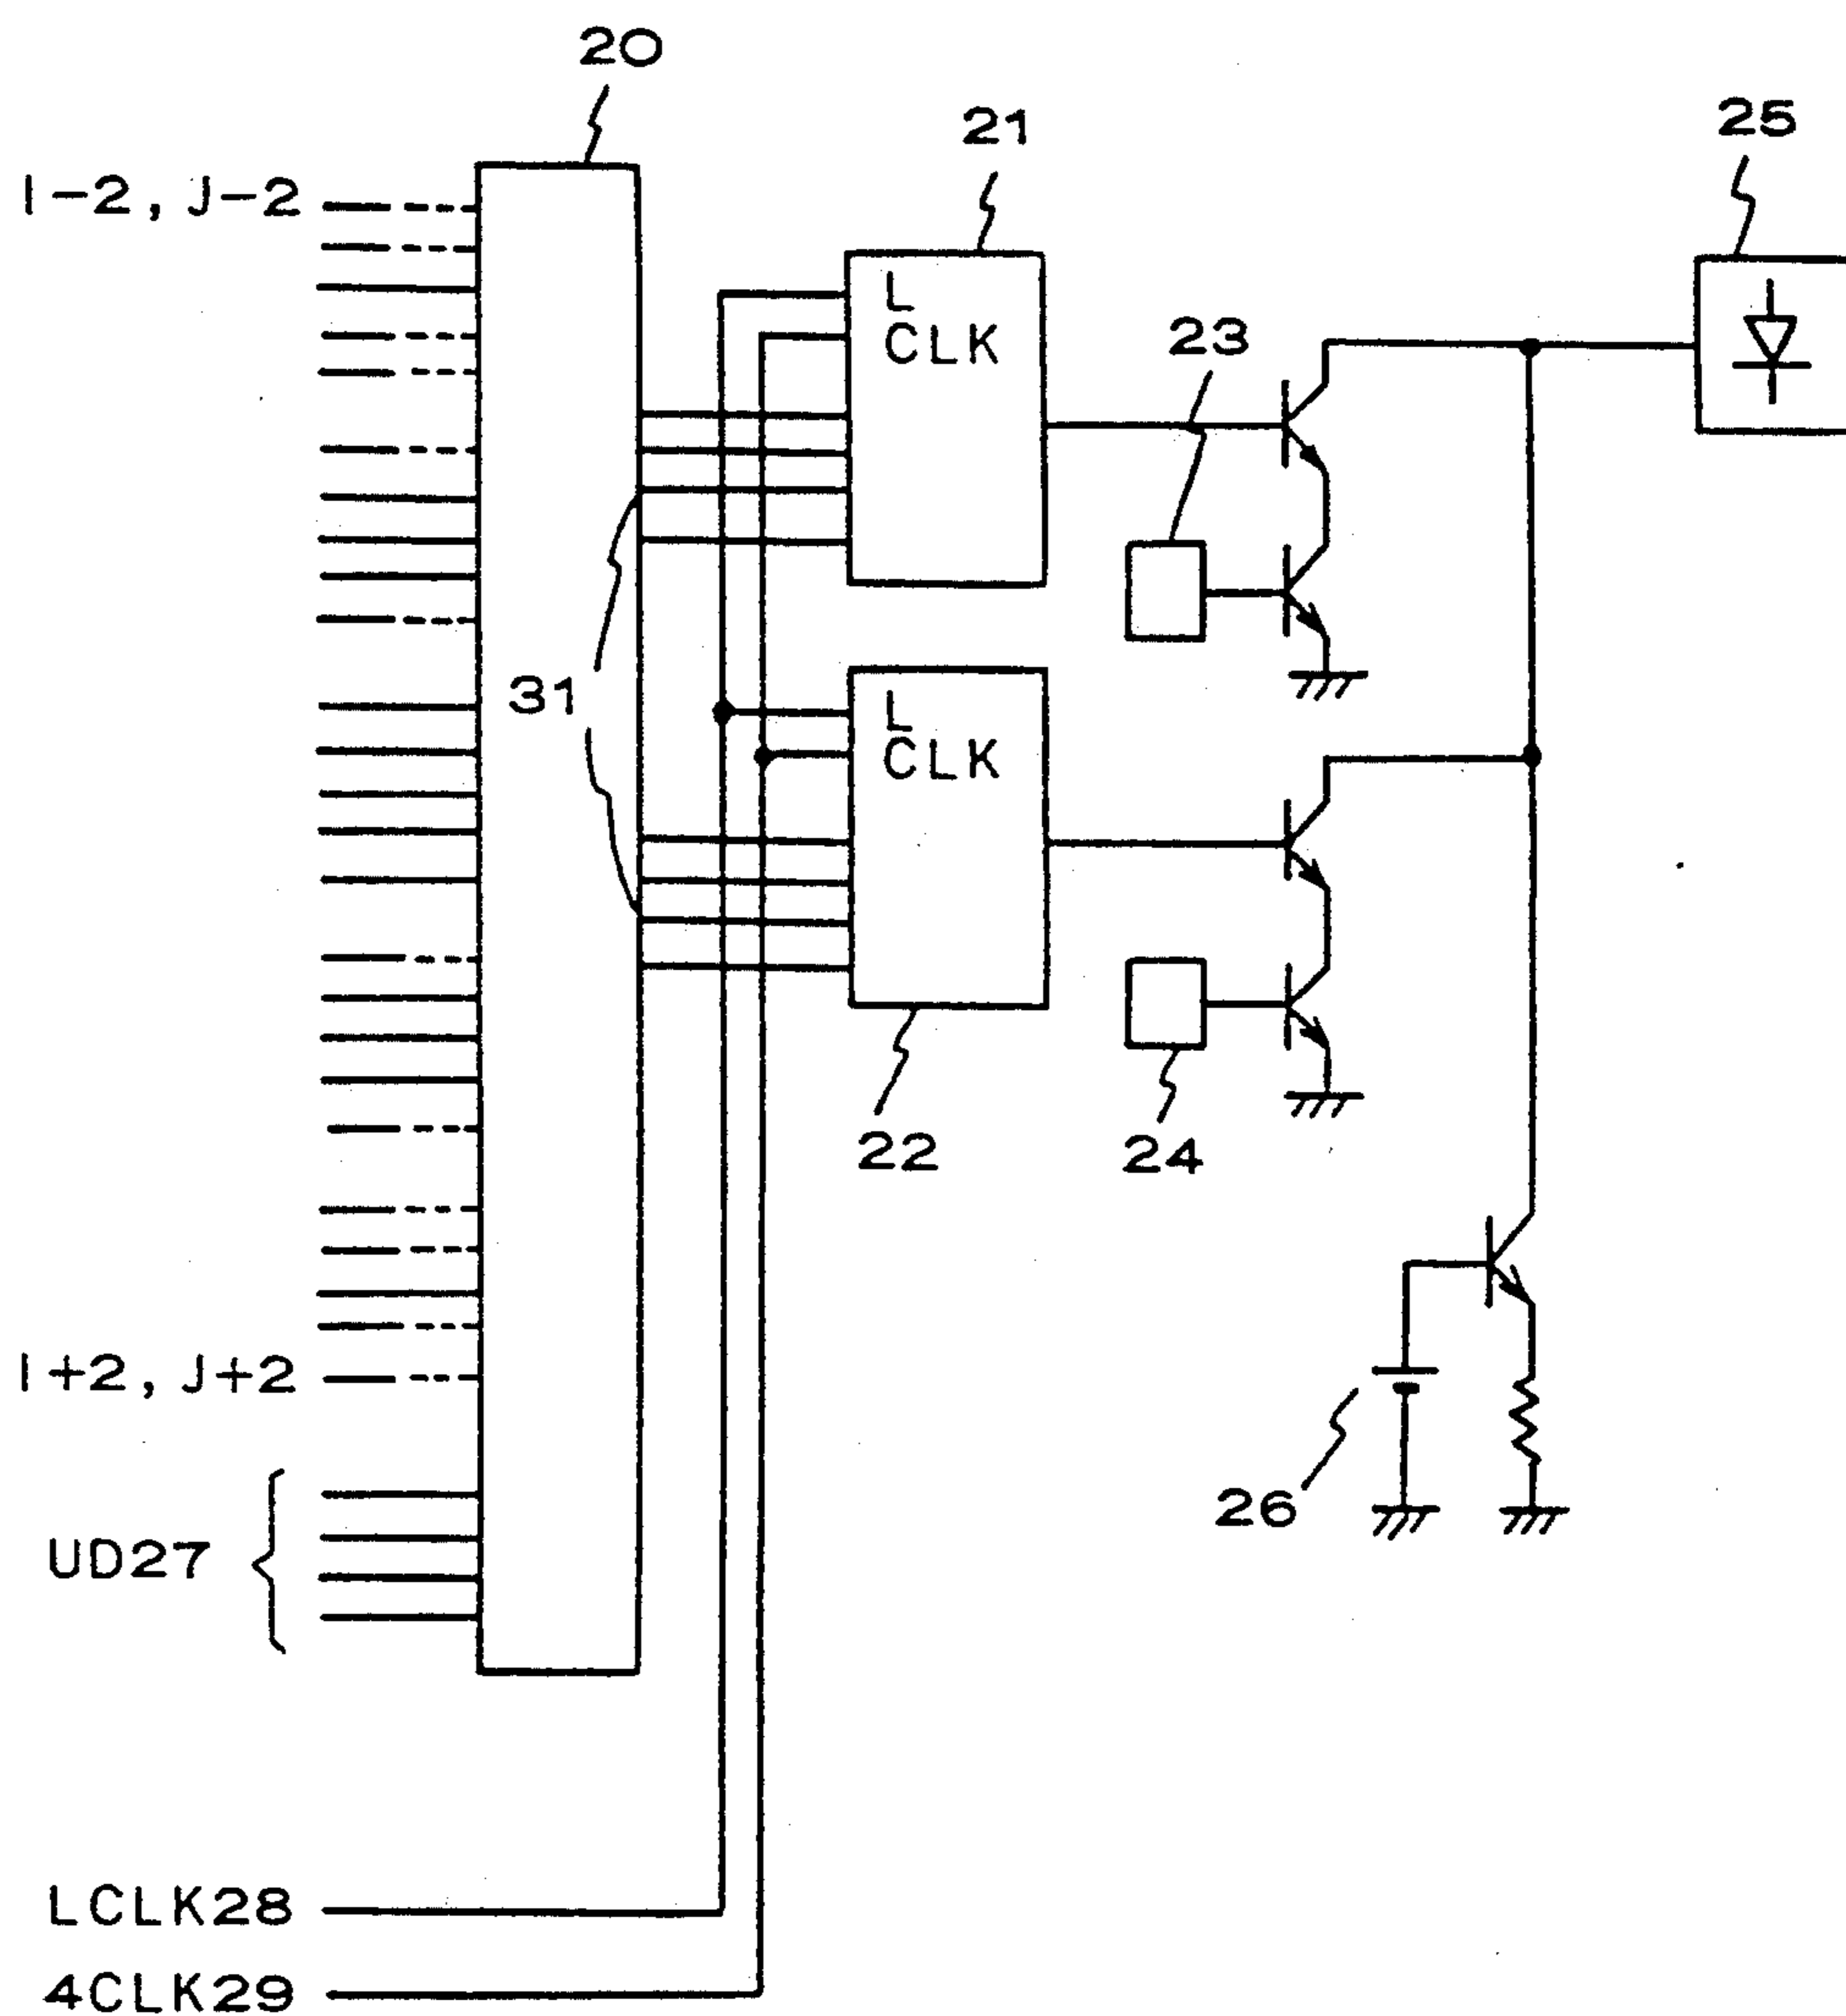 20
21
25
I-2, J-2
L
CLK
23
31
L
CLK
22
24
I+2, J+2
26
UD27
LCLK28
4CLK29